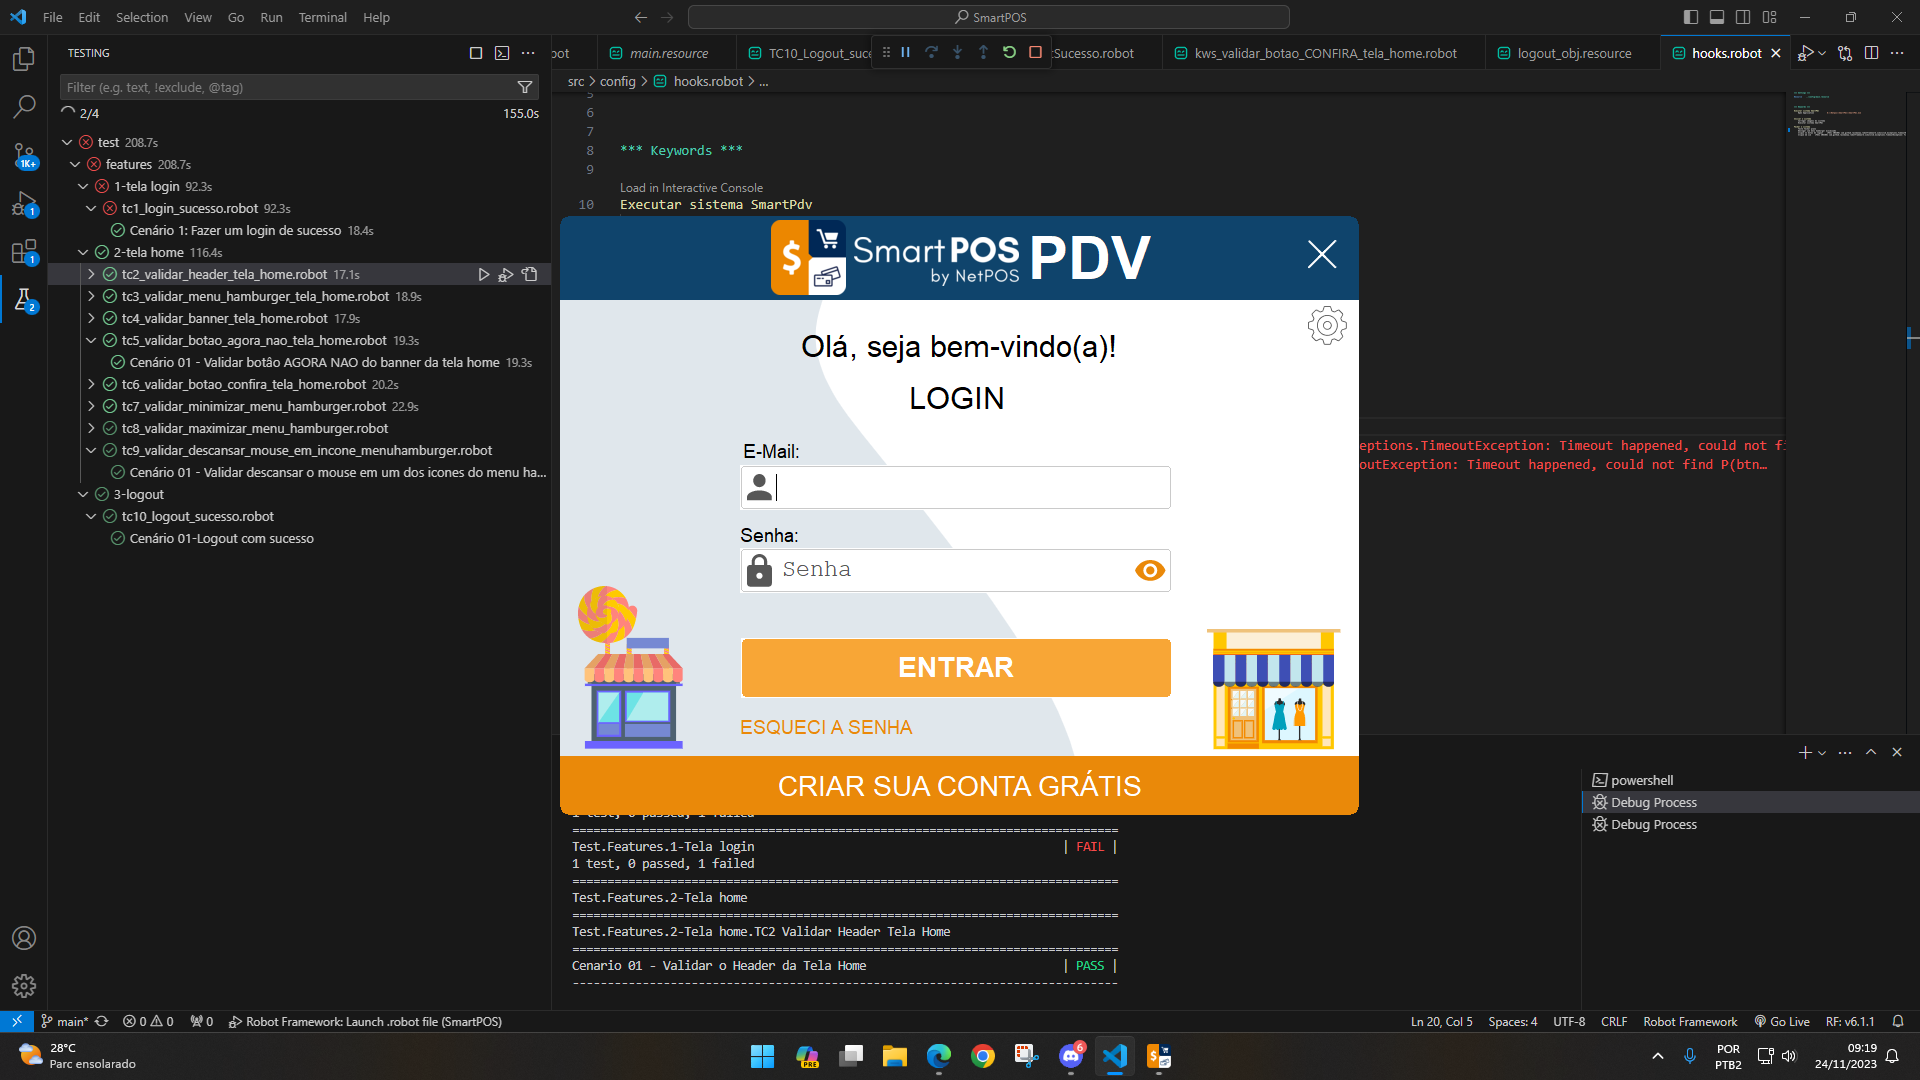 File Edit Selection View Go Run Terminal Help
SmartPOS
TESTING
main.resource
hooks.robot
kws_validar_botao_CONFIRA_tela_home.robot
logout_obj.resource
Filter (e.g. text, !exclude, @tag)
src > config > hooks.robot > ...
2/4
155.0s
test 208.7s
features 208.7s
1-tela login 92.3s
tc1_login_sucesso.robot 92.3s
Cenário 1: Fazer um login de sucesso 18.4s
2-tela home 116.4s
tc2_validar_header_tela_home.robot 17.1s
tc3_validar_menu_hamburger_tela_home.robot 18.9s
tc4_validar_banner_tela_home.robot 17.9s
tc5_validar_botao_agora_nao_tela_home.robot 19.3s
Cenário 01 - Validar botâo AGORA NAO do banner da tela home 19.3s
tc6_validar_botao_confira_tela_home.robot 20.2s
tc7_validar_minimizar_menu_hamburger.robot 22.9s
tc8_validar_maximizar_menu_hamburger.robot
tc9_validar_descansar_mouse_em_incone_menuhamburger.robot
Cenário 01 - Validar descansar o mouse em um dos icones do menu ha...
3-logout
tc10_logout_sucesso.robot
Cenário 01-Logout com sucesso
1K+
1
1
2
6
7
8 *** Keywords ***
9
Load in Interactive Console
10 Executar sistema SmartPdv
$ SmartPOS PDV
by NetPOS
Olá, seja bem-vindo(a)!
LOGIN
E-Mail:
Senha:
Senha
ENTRAR
ESQUECI A SENHA
CRIAR SUA CONTA GRÁTIS
eptions.TimeoutException: Timeout happened, could not
outException: Timeout happened, could not find P(btn…
powershell
Debug Process
Debug Process
==============================================================================
Test.Features.1-Tela login | FAIL |
1 test, 0 passed, 1 failed
==============================================================================
Test.Features.2-Tela home
==============================================================================
Test.Features.2-Tela home.TC2 Validar Header Tela Home
==============================================================================
Cenario 01 - Validar o Header da Tela Home | PASS |
------------------------------------------------------------------------------
main* 0 0 0 Robot Framework: Launch .robot file (SmartPOS)
Ln 20, Col 5 Spaces: 4 UTF-8 CRLF Robot Framework Go Live RF: v6.1.1
28°C
Parc ensolarado
PRE
6
POR
PTB2
09:19
24/11/2023